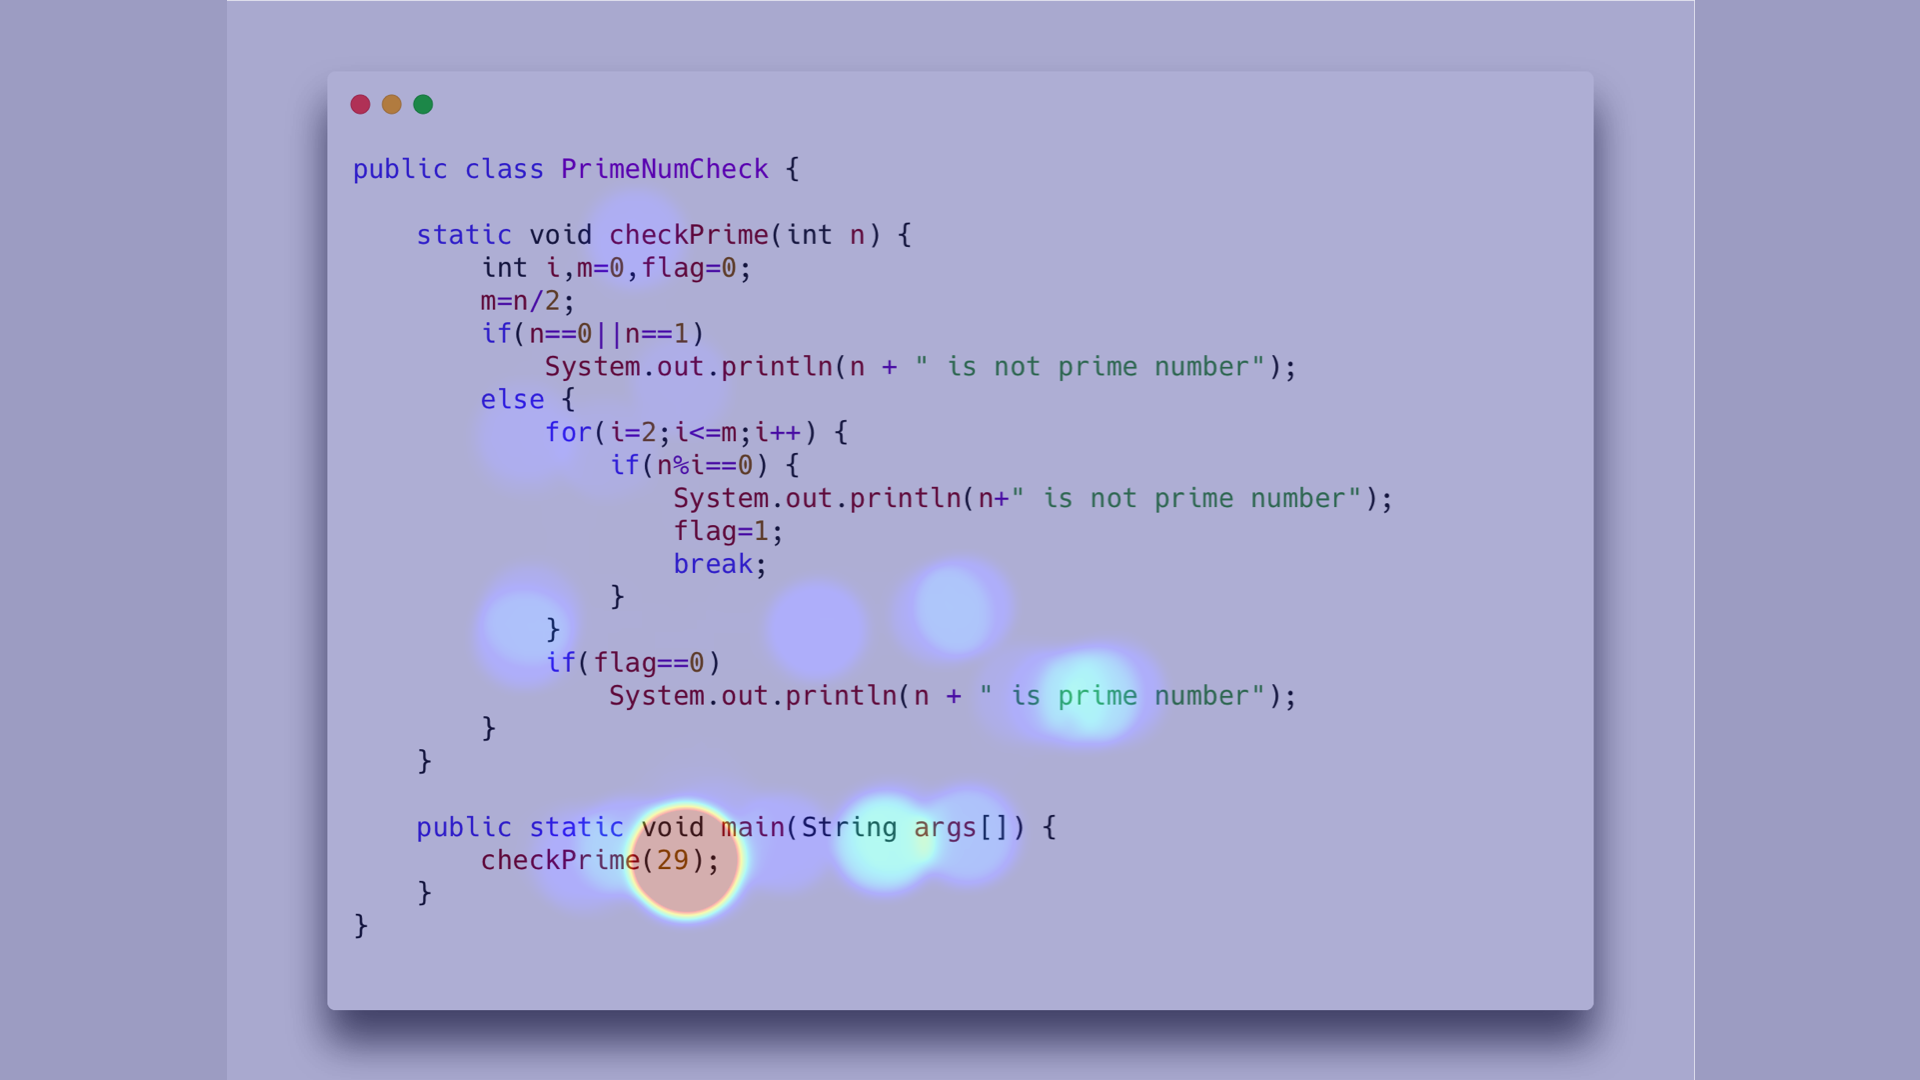 public class PrimeNumCheck {
static void checkPrime(int n) {
int i,m=0,flag=0;
m=n/2;
if(n==0||n==1)
System.out.println(n + " is not prime number");
else {
for(i=2;i<=m;i++) {
if(n%i==0) {
System.out.println(n+" is not prime number");
flag=1;
break;
}
}
if(flag==0)
System.out.println(n + " is prime number");
}
}
public static void main(String args[]) {
checkPrime(29);
}
}